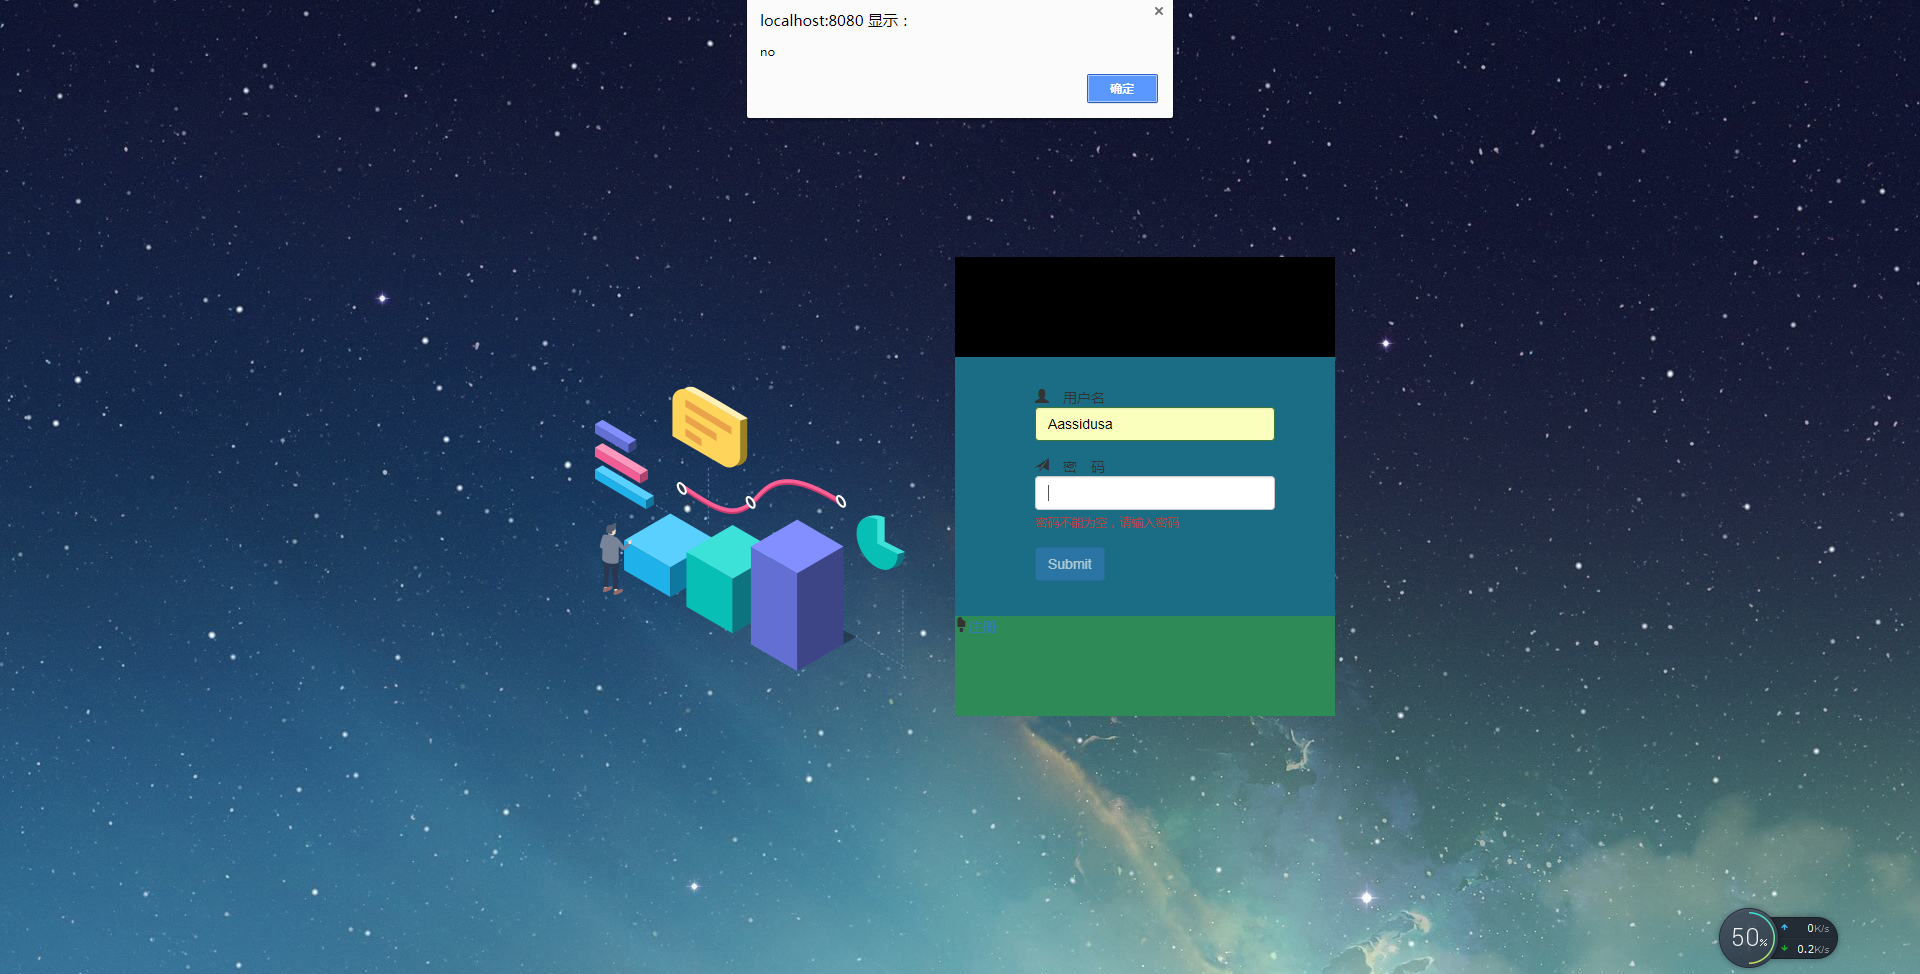 localhost:8080 显示：
no
确定
用户名
Aassidusa
密 码
密码不能为空，请输入密码
Submit
注册
50%
0K/s
0.2K/s